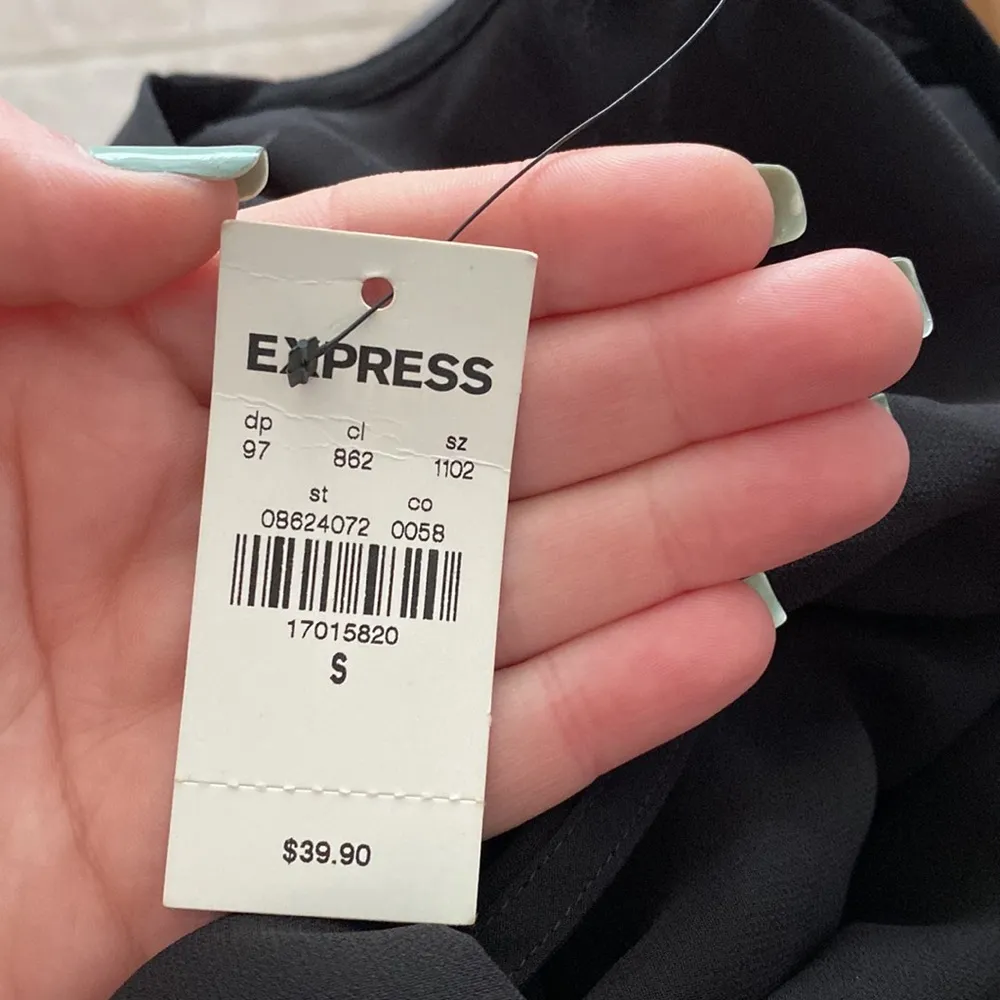 EXPRESS
dp cl sz
97 862 1102
st co
08624072 0058
17015820
S
$39.90